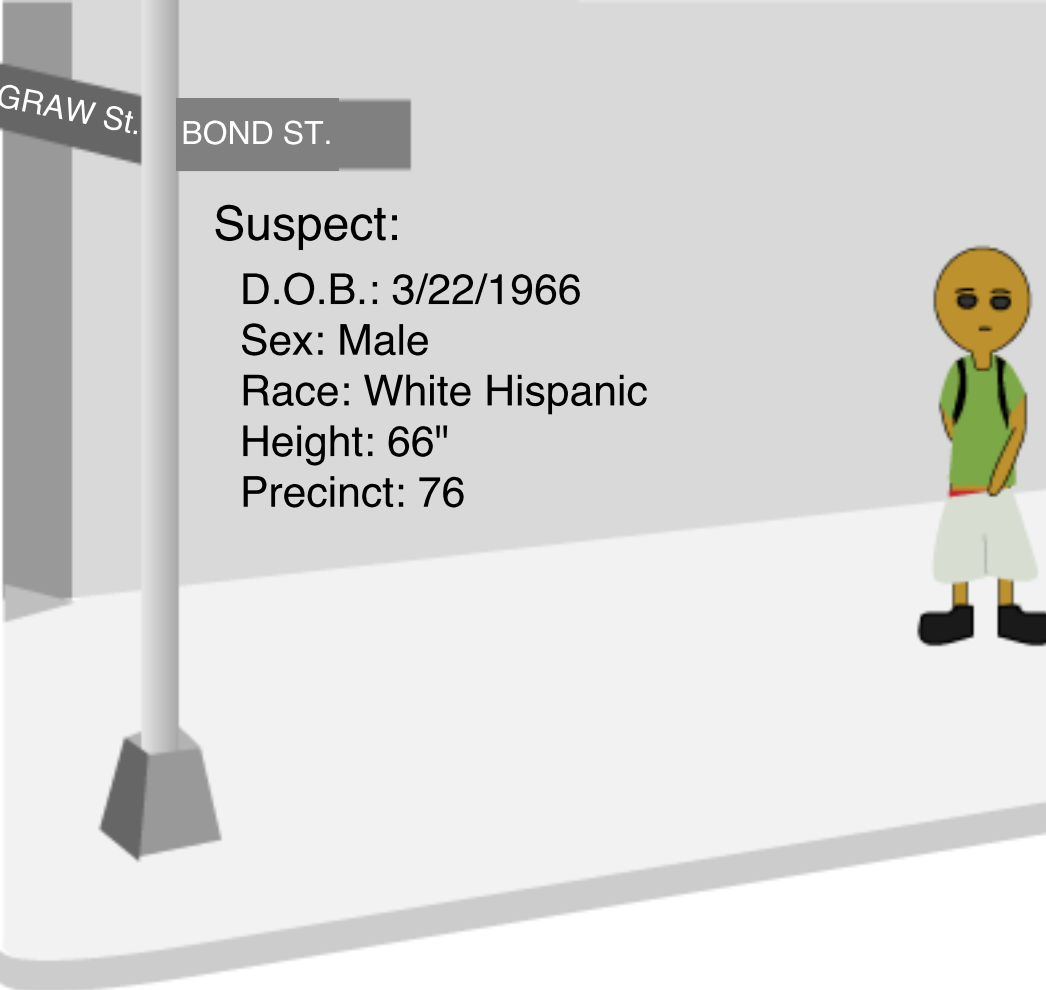 GRAW St.
BOND ST.
Suspect:
D.O.B.: 3/22/1966
Sex: Male
Race: White Hispanic
Height: 66"
Precinct: 76